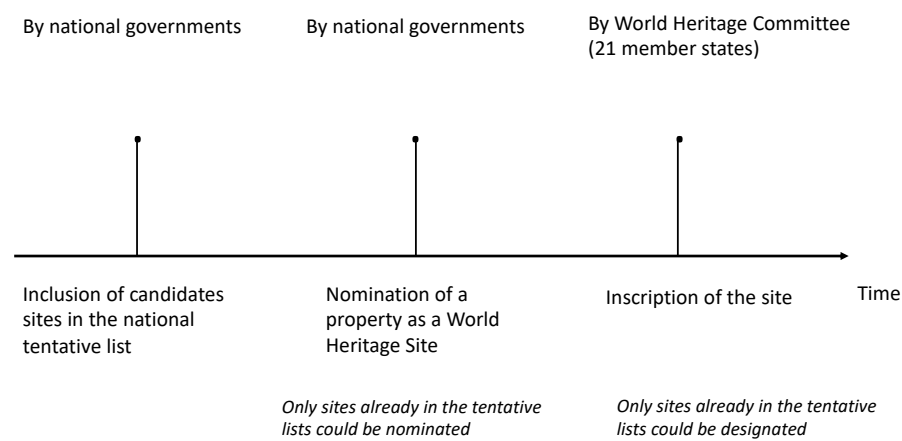 By national governments
By national governments
By World Heritage Committee
(21 member states)
Inclusion of candidates
sites in the national
tentative list
Nomination of a
property as a World
Heritage Site
Inscription of the site
Time
Only sites already in the tentative
lists could be nominated
Only sites already in the tentative
lists could be designated